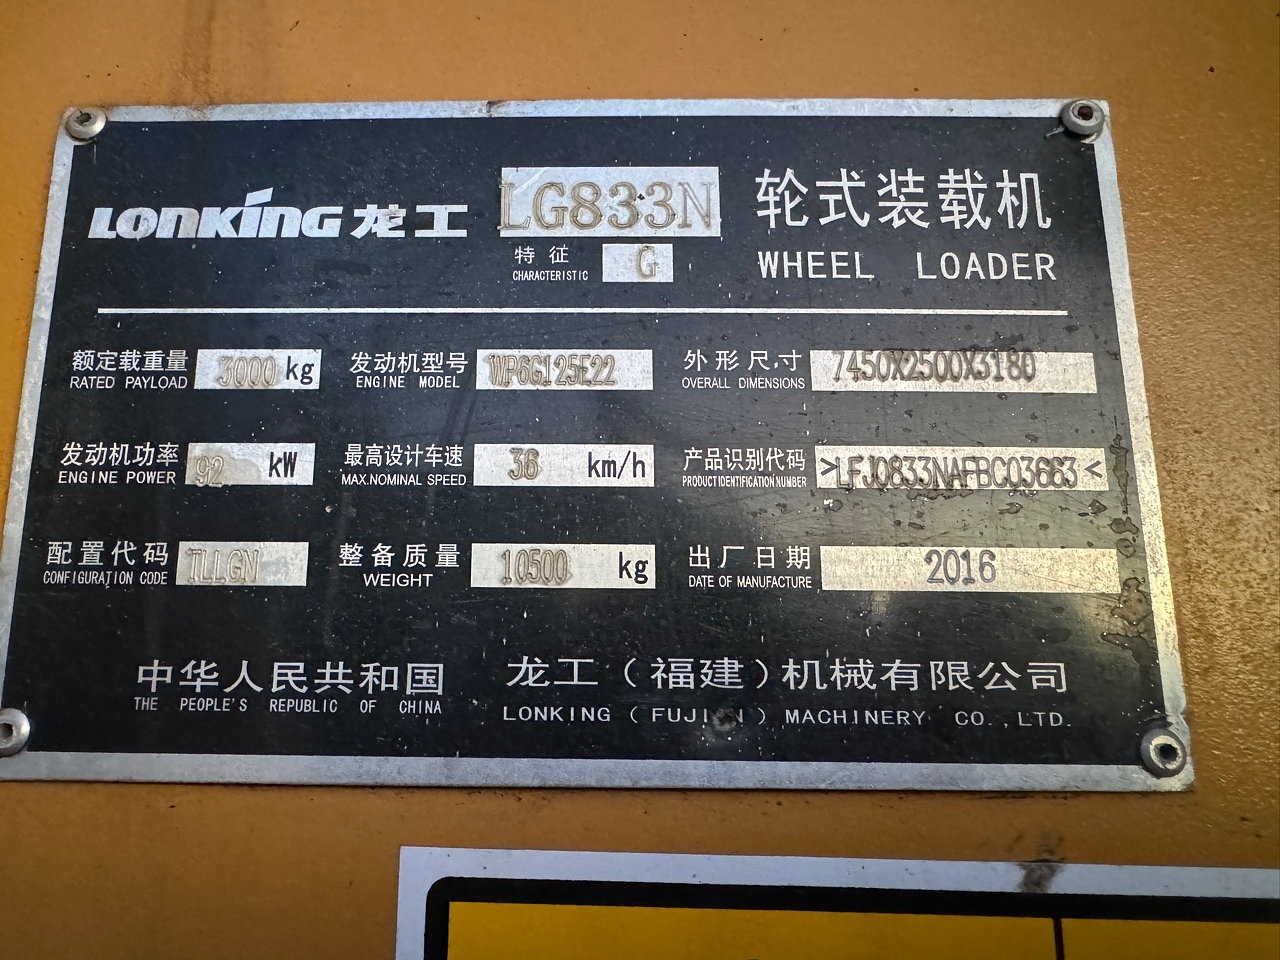 LONKING 龙工 LG833N 轮式装载机
特征 G
CHARACTERISTIC WHEEL LOADER
额定载重量 3000 kg 发动机型号 WP6G125E22 外形尺寸 7450X2500X3180
RATED PAYLOAD ENGINE MODEL OVERALL DIMENSIONS
发动机功率 92 kW 最高设计车速 36 km/h 产品识别代码 >LFJ0833NAFBC03663<
ENGINE POWER MAX.NOMINAL SPEED PRODUCT IDENTIFICATION NUMBER
配置代码 TLLGN 整备质量 10500 kg 出厂日期 2016
CONFIGURATION CODE WEIGHT DATE OF MANUFACTURE
中华人民共和国 龙工（福建）机械有限公司
THE PEOPLE'S REPUBLIC OF CHINA LONKING ( FUJIAN ) MACHINERY CO.,LTD.